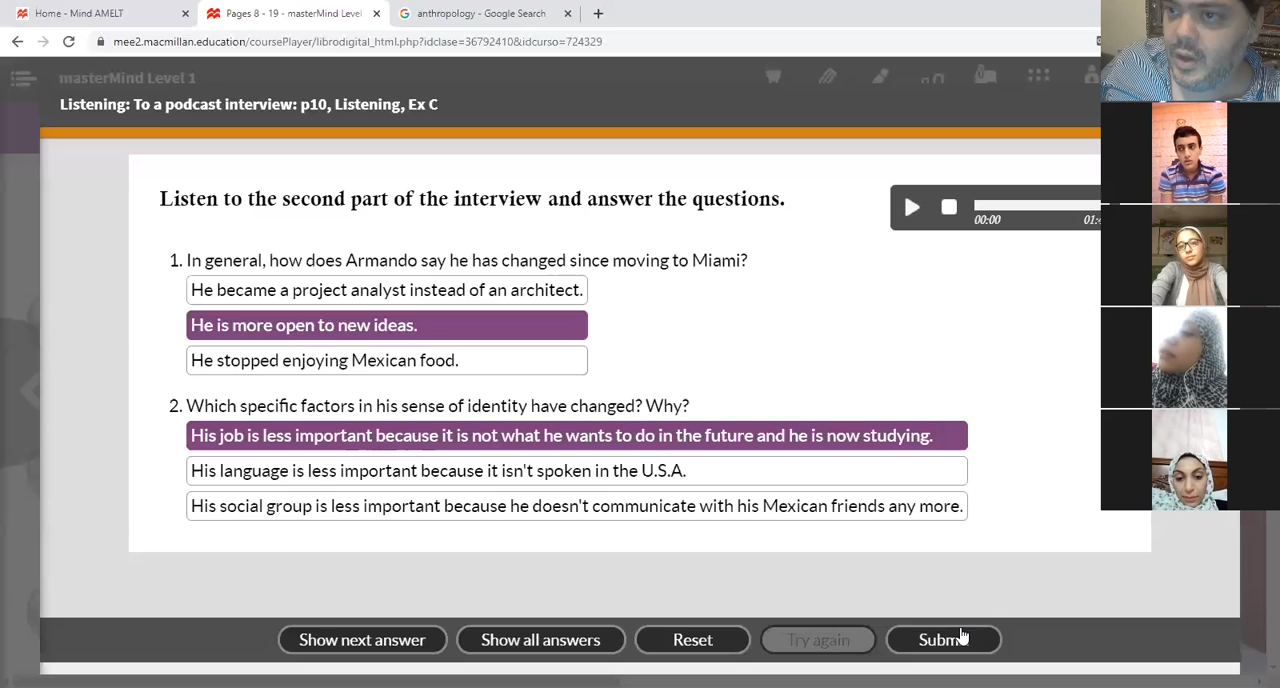 Home - Mind AMELT
Pages 8 - 19 - masterMind Level
anthropology - Google Search
mee2.macmillan.education/coursePlayer/librodigital_html.php?idclase=36792410&idcurso=724329
masterMind Level 1
Listening: To a podcast interview: p10, Listening, Ex C
Listen to the second part of the interview and answer the questions.
00:00
1. In general, how does Armando say he has changed since moving to Miami?
He became a project analyst instead of an architect.
He is more open to new ideas.
He stopped enjoying Mexican food.
2. Which specific factors in his sense of identity have changed? Why?
His job is less important because it is not what he wants to do in the future and he is now studying.
His language is less important because it isn't spoken in the U.S.A.
His social group is less important because he doesn't communicate with his Mexican friends any more.
Show next answer
Show all answers
Reset
Try again